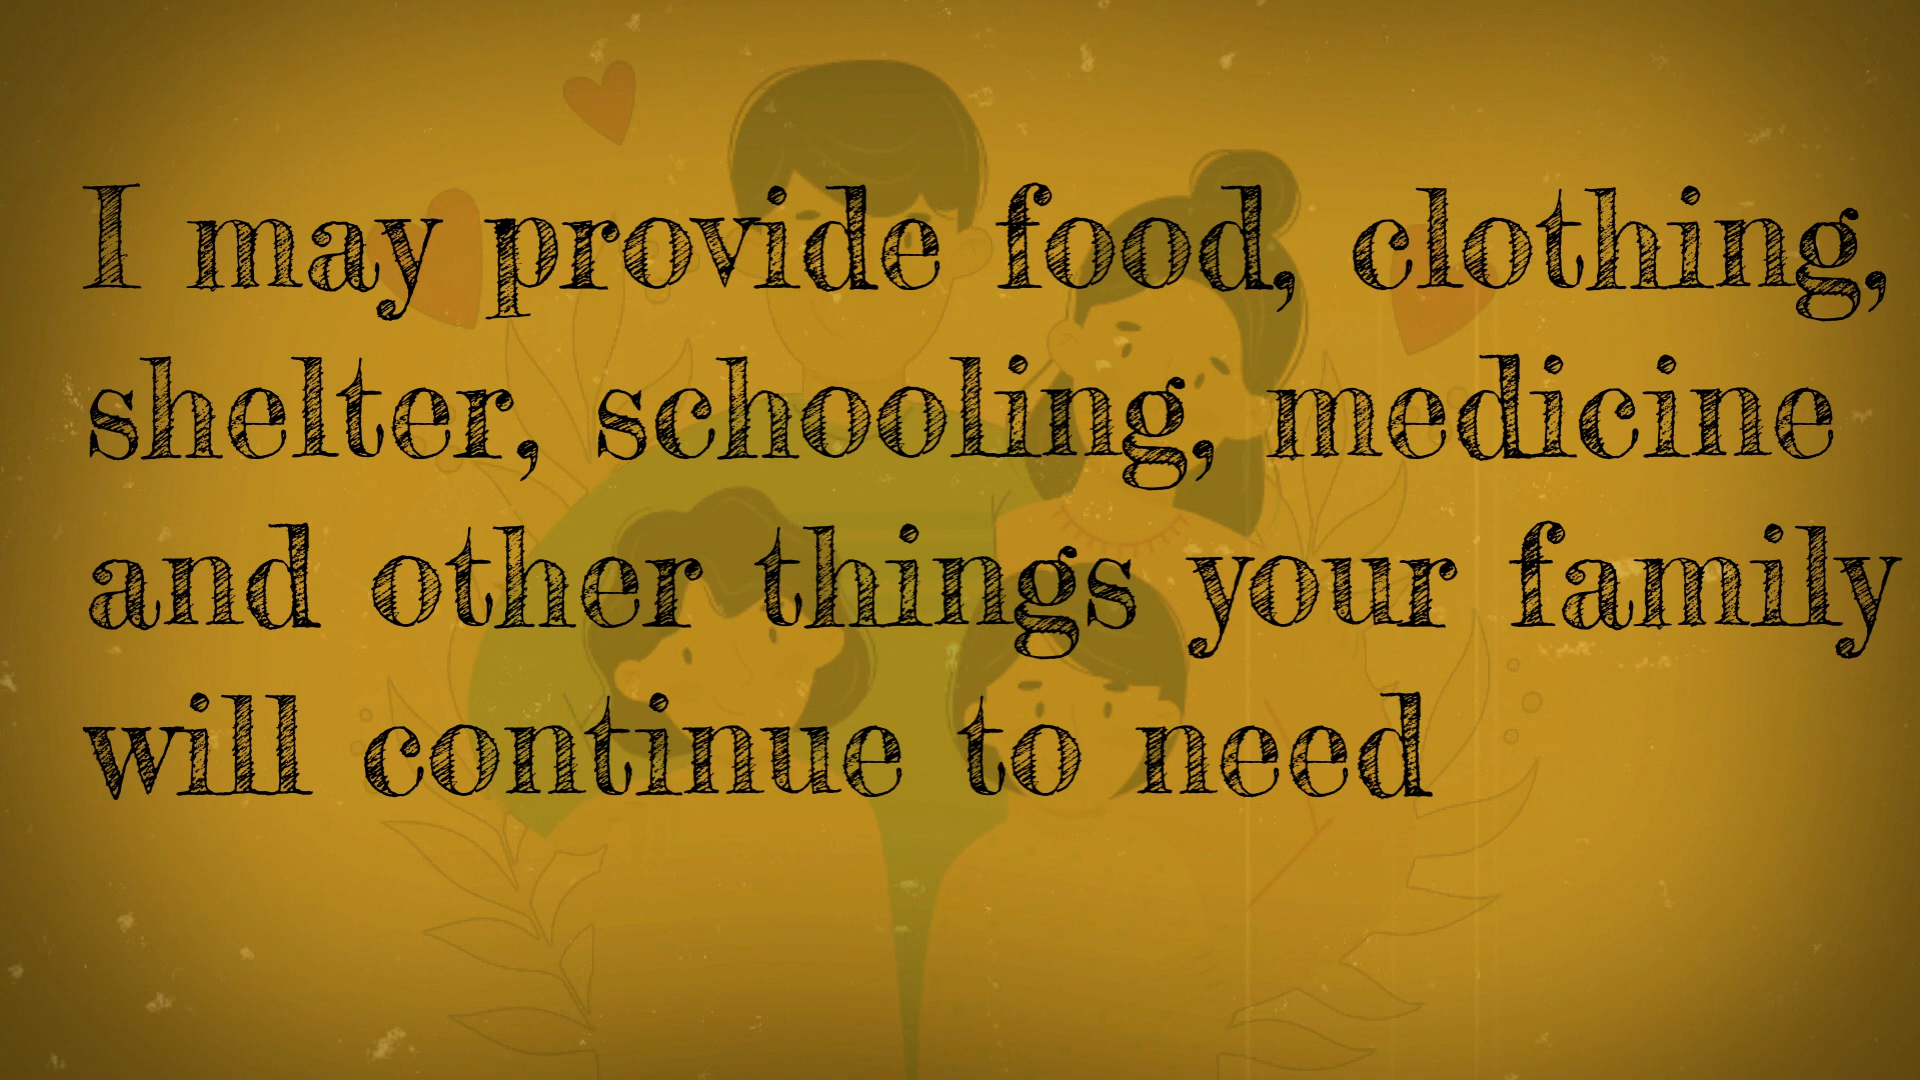 I may provide food, clothing,
shelter, schooling, medicine
and other things your family
will continue to need